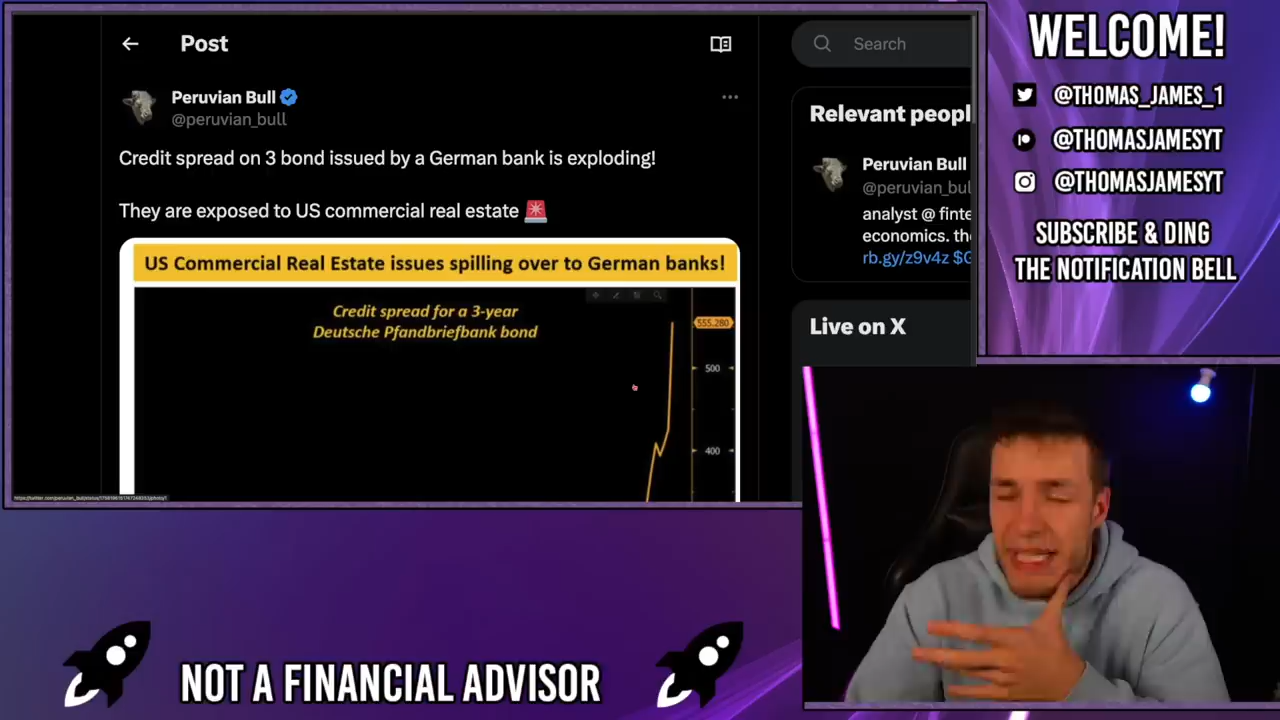 Post
Search
Peruvian Bull
@peruvian_bull
Credit spread on 3 bond issued by a German bank is exploding!
They are exposed to US commercial real estate
US Commercial Real Estate issues spilling over to German banks!
Credit spread for a 3-year
Deutsche Pfandbriefbank bond
555.280
500
400
Relevant peopl
Peruvian Bull
@peruvian_bul
analyst @ finte
economics. the
rb.gy/z9v4z $G
Live on X
WELCOME!
@THOMAS_JAMES_1
@THOMASJAMESYT
@THOMASJAMESYT
SUBSCRIBE & DING
THE NOTIFICATION BELL
NOT A FINANCIAL ADVISOR